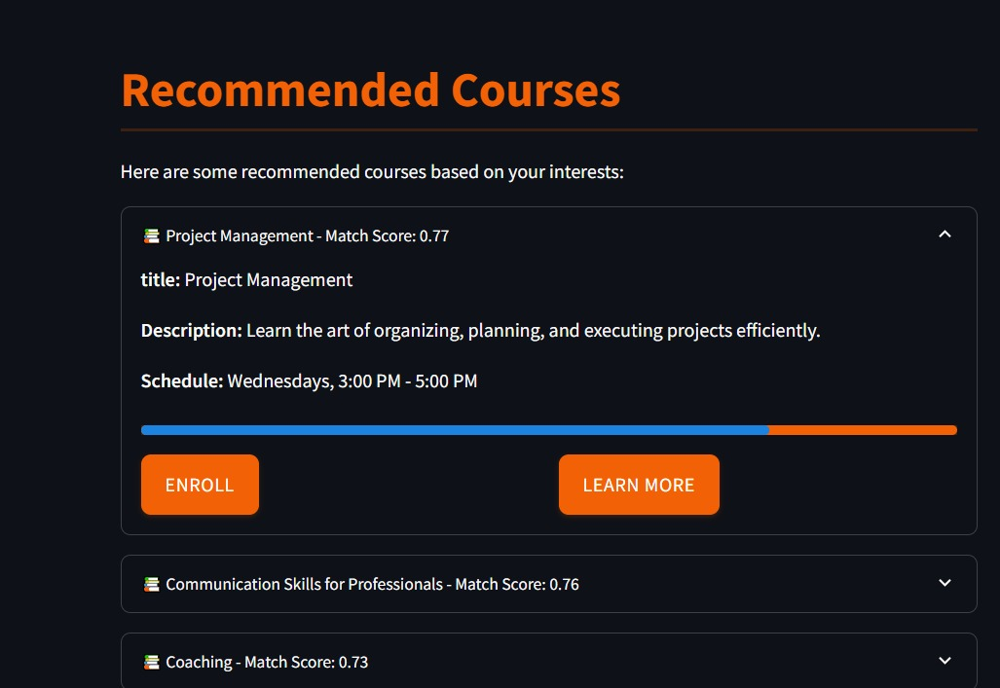 Recommended Courses
Here are some recommended courses based on your interests:
Project Management - Match Score: 0.77
title: Project Management
Description: Learn the art of organizing, planning, and executing projects efficiently.
Schedule: Wednesdays, 3:00 PM - 5:00 PM
ENROLL
LEARN MORE
Communication Skills for Professionals - Match Score: 0.76
Coaching - Match Score: 0.73